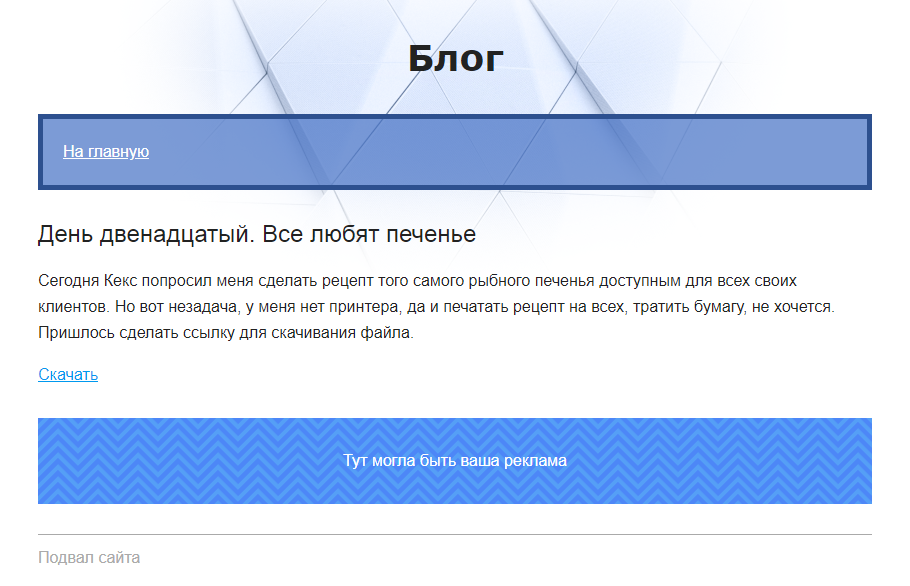 Блог
На главную
День двенадцатый. Все любят печенье
Сегодня Кекс попросил меня сделать рецепт того самого рыбного печенья доступным для всех своих
клиентов. Но вот незадача, у меня нет принтера, да и печатать рецепт на всех, тратить бумагу, не хочется.
Пришлось сделать ссылку для скачивания файла.
Скачать
Тут могла быть ваша реклама
Подвал сайта